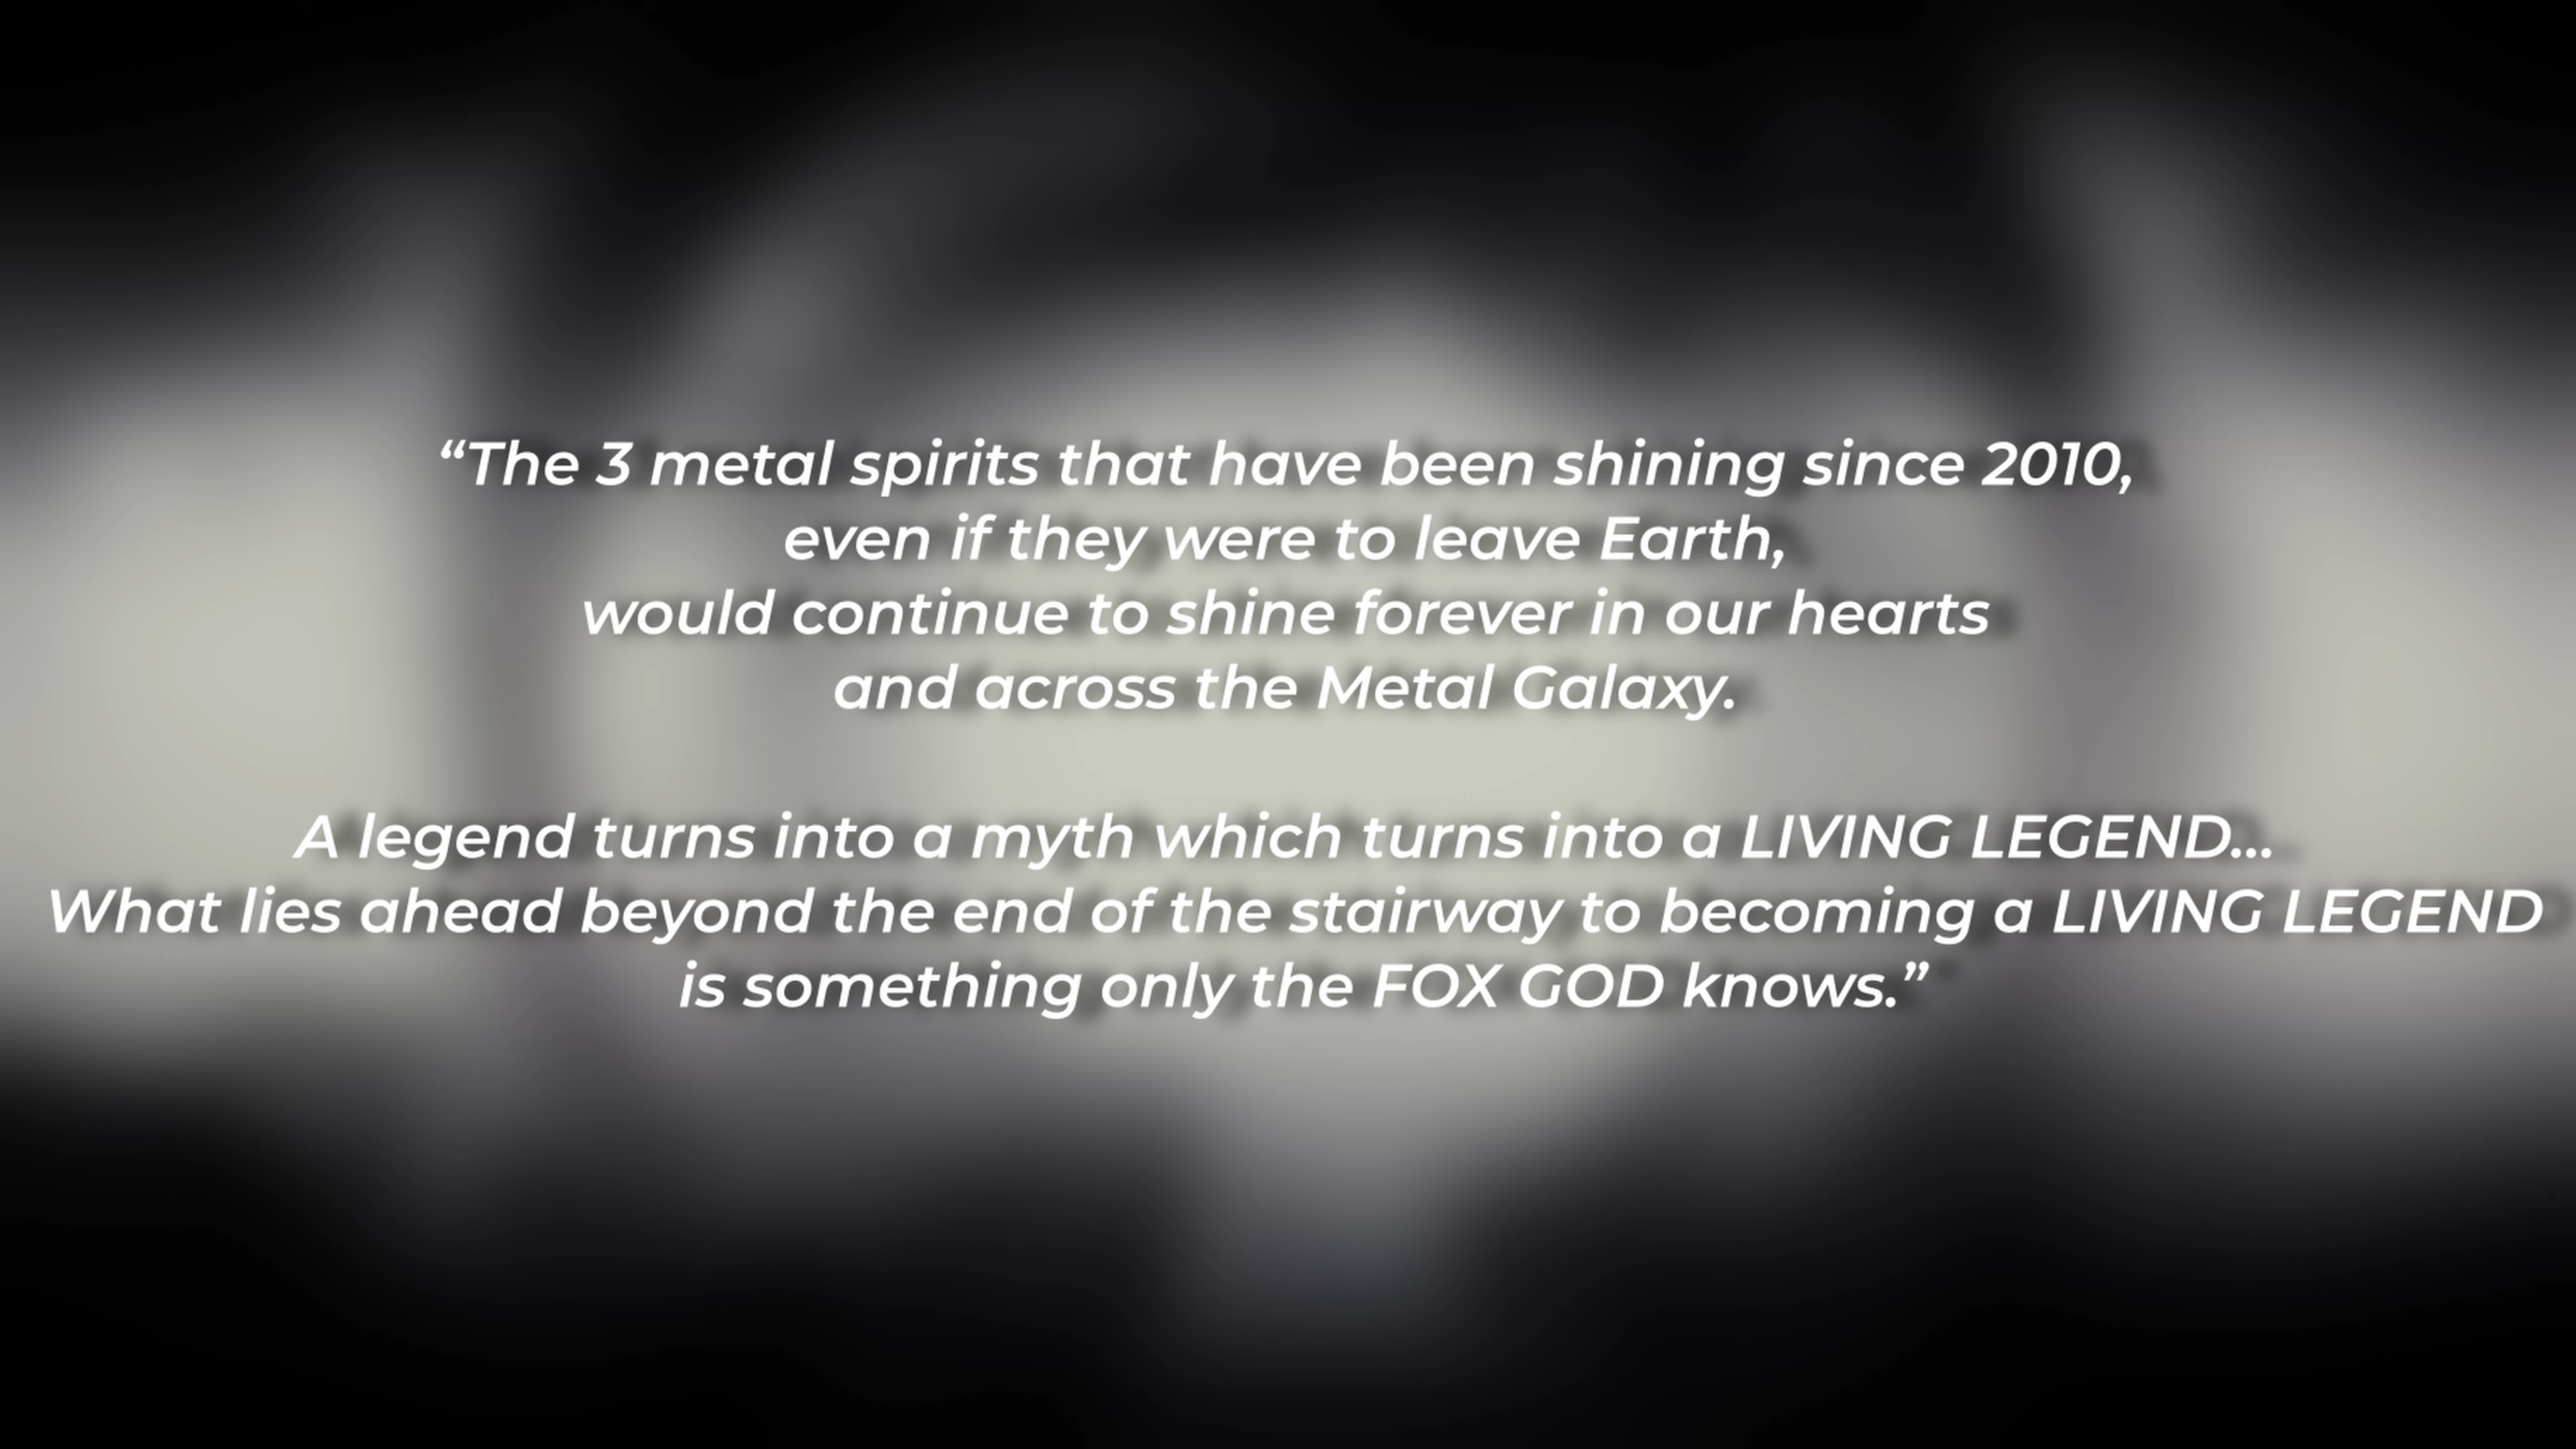 “The 3 metal spirits that have been shining since 2010,
even if they were to leave Earth,
would continue to shine forever in our hearts
and across the Metal Galaxy.
A legend turns into a myth which turns into a LIVING LEGEND...
What lies ahead beyond the end of the stairway to becoming a LIVING LEGEND
is something only the FOX GOD knows.”